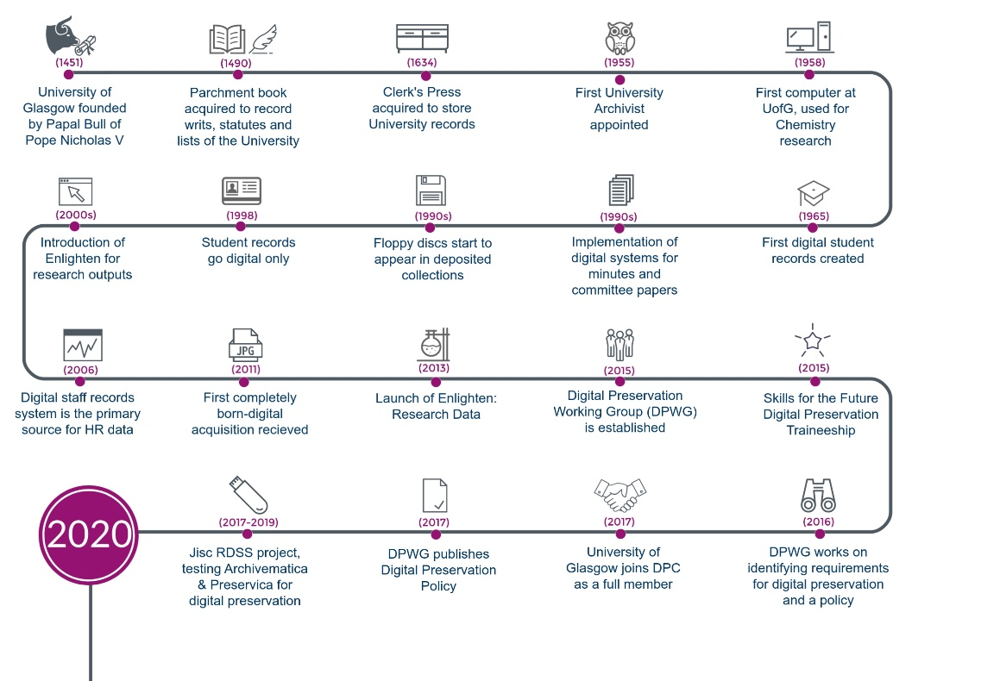 (1451)
University of
Glasgow founded
by Papal Bull of
Pope Nicholas V
(1490)
Parchment book
acquired to record
writs, statutes and
lists of the University
(1634)
Clerk's Press
acquired to store
University records
(1955)
First University
Archivist
appointed
(1958)
First computer at
UofG, used for
Chemistry
research
(1965)
First digital student
records created
(1990s)
Implementation of
digital systems for
minutes and
committee papers
(1990s)
Floppy discs start to
appear in deposited
collections
(1998)
Student records
go digital only
(2000s)
Introduction of
Enlighten for
research outputs
(2006)
Digital staff records
system is the primary
source for HR data
JPG
(2011)
First completely
born-digital
acquisition recieved
(2013)
Launch of Enlighten:
Research Data
(2015)
Digital Preservation
Working Group (DPWG)
is established
(2015)
Skills for the Future
Digital Preservation
Traineeship
(2016)
DPWG works on
identifying requirements
for digital preservation
and a policy
(2017)
University of
Glasgow joins DPC
as a full member
(2017)
DPWG publishes
Digital Preservation
Policy
(2017-2019)
Jisc RDSS project,
testing Archivematica
& Preservica for
digital preservation
2020